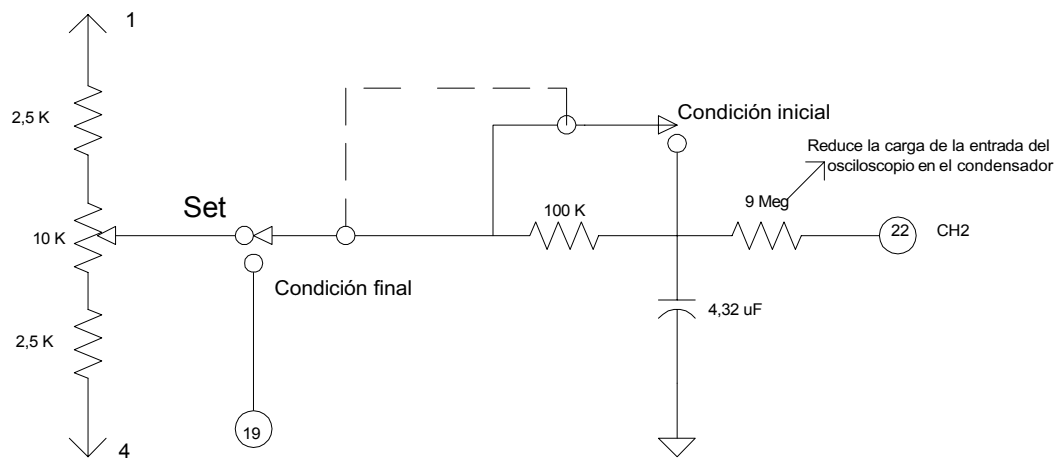 1
2,5 K
Condición inicial
Reduce la carga de la entrada del
osciloscopio en el condensador
Set
100 K
9 Meg
22
CH2
10 K
Condición final
4,32 uF
2,5 K
19
4